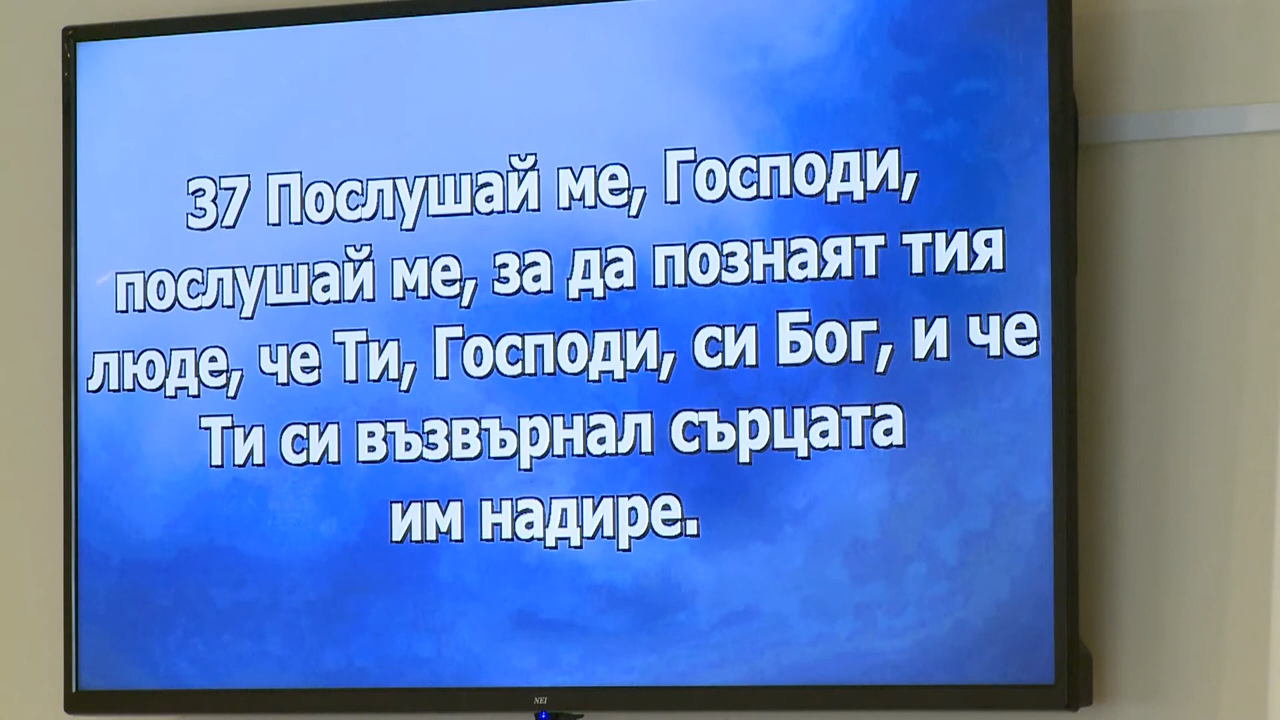 37 Послушай ме, Господи,
послушай ме, за да познаят тия
люде, че Ти, Господи, си Бог, и че
Ти си възвърнал сърцата
им надире.
NEI